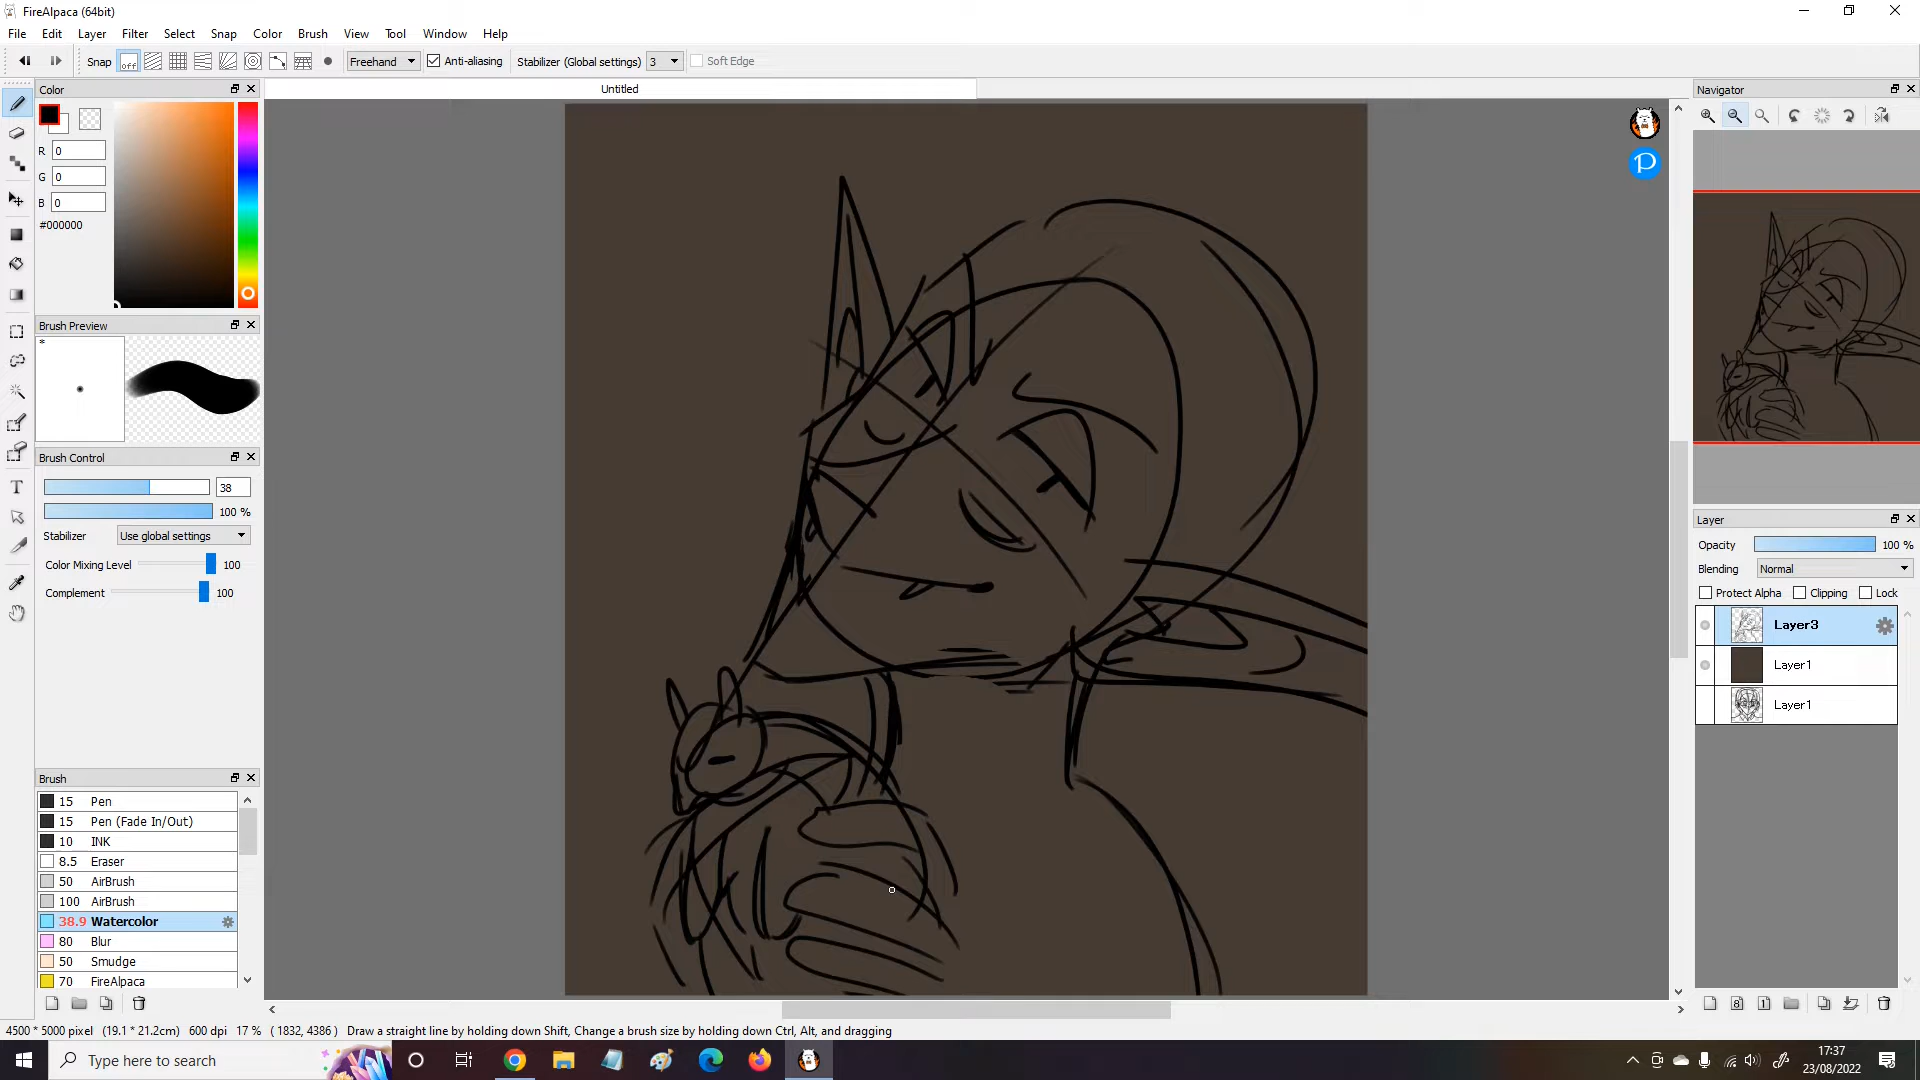 FireAlpaca (64bit)
File Edit Layer Filter Select Snap Color Brush View Tool Window Help
Snap off Freehand Anti-aliasing Stabilizer (Global settings) 3 Soft Edge
Color Untitled Navigator
R 0
G 0
B 0
#000000
Brush Preview
*
Brush Control
38
100 %
Stabilizer Use global settings
Color Mixing Level 100
Complement 100
Layer
Opacity 100 %
Blending Normal
Protect Alpha Clipping Lock
Layer3
Layer1
Layer1
Brush
15 Pen
15 Pen (Fade In/Out)
10 INK
8.5 Eraser
50 AirBrush
100 AirBrush
38.9 Watercolor
80 Blur
50 Smudge
70 FireAlpaca
4500 * 5000 pixel (19.1 * 21.2cm) 600 dpi 17 % ( 1832, 4386 ) Draw a straight line by holding down Shift, Change a brush size by holding down Ctrl, Alt, and dragging
Type here to search
17:37
23/08/2022